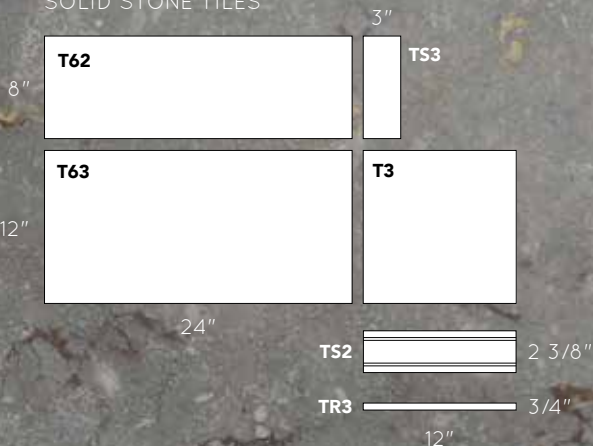 SOLID STONE TILES
3"
T62
TS3
8"
T63
T3
12"
24"
TS2
2 3/8"
TR3
3/4"
12"